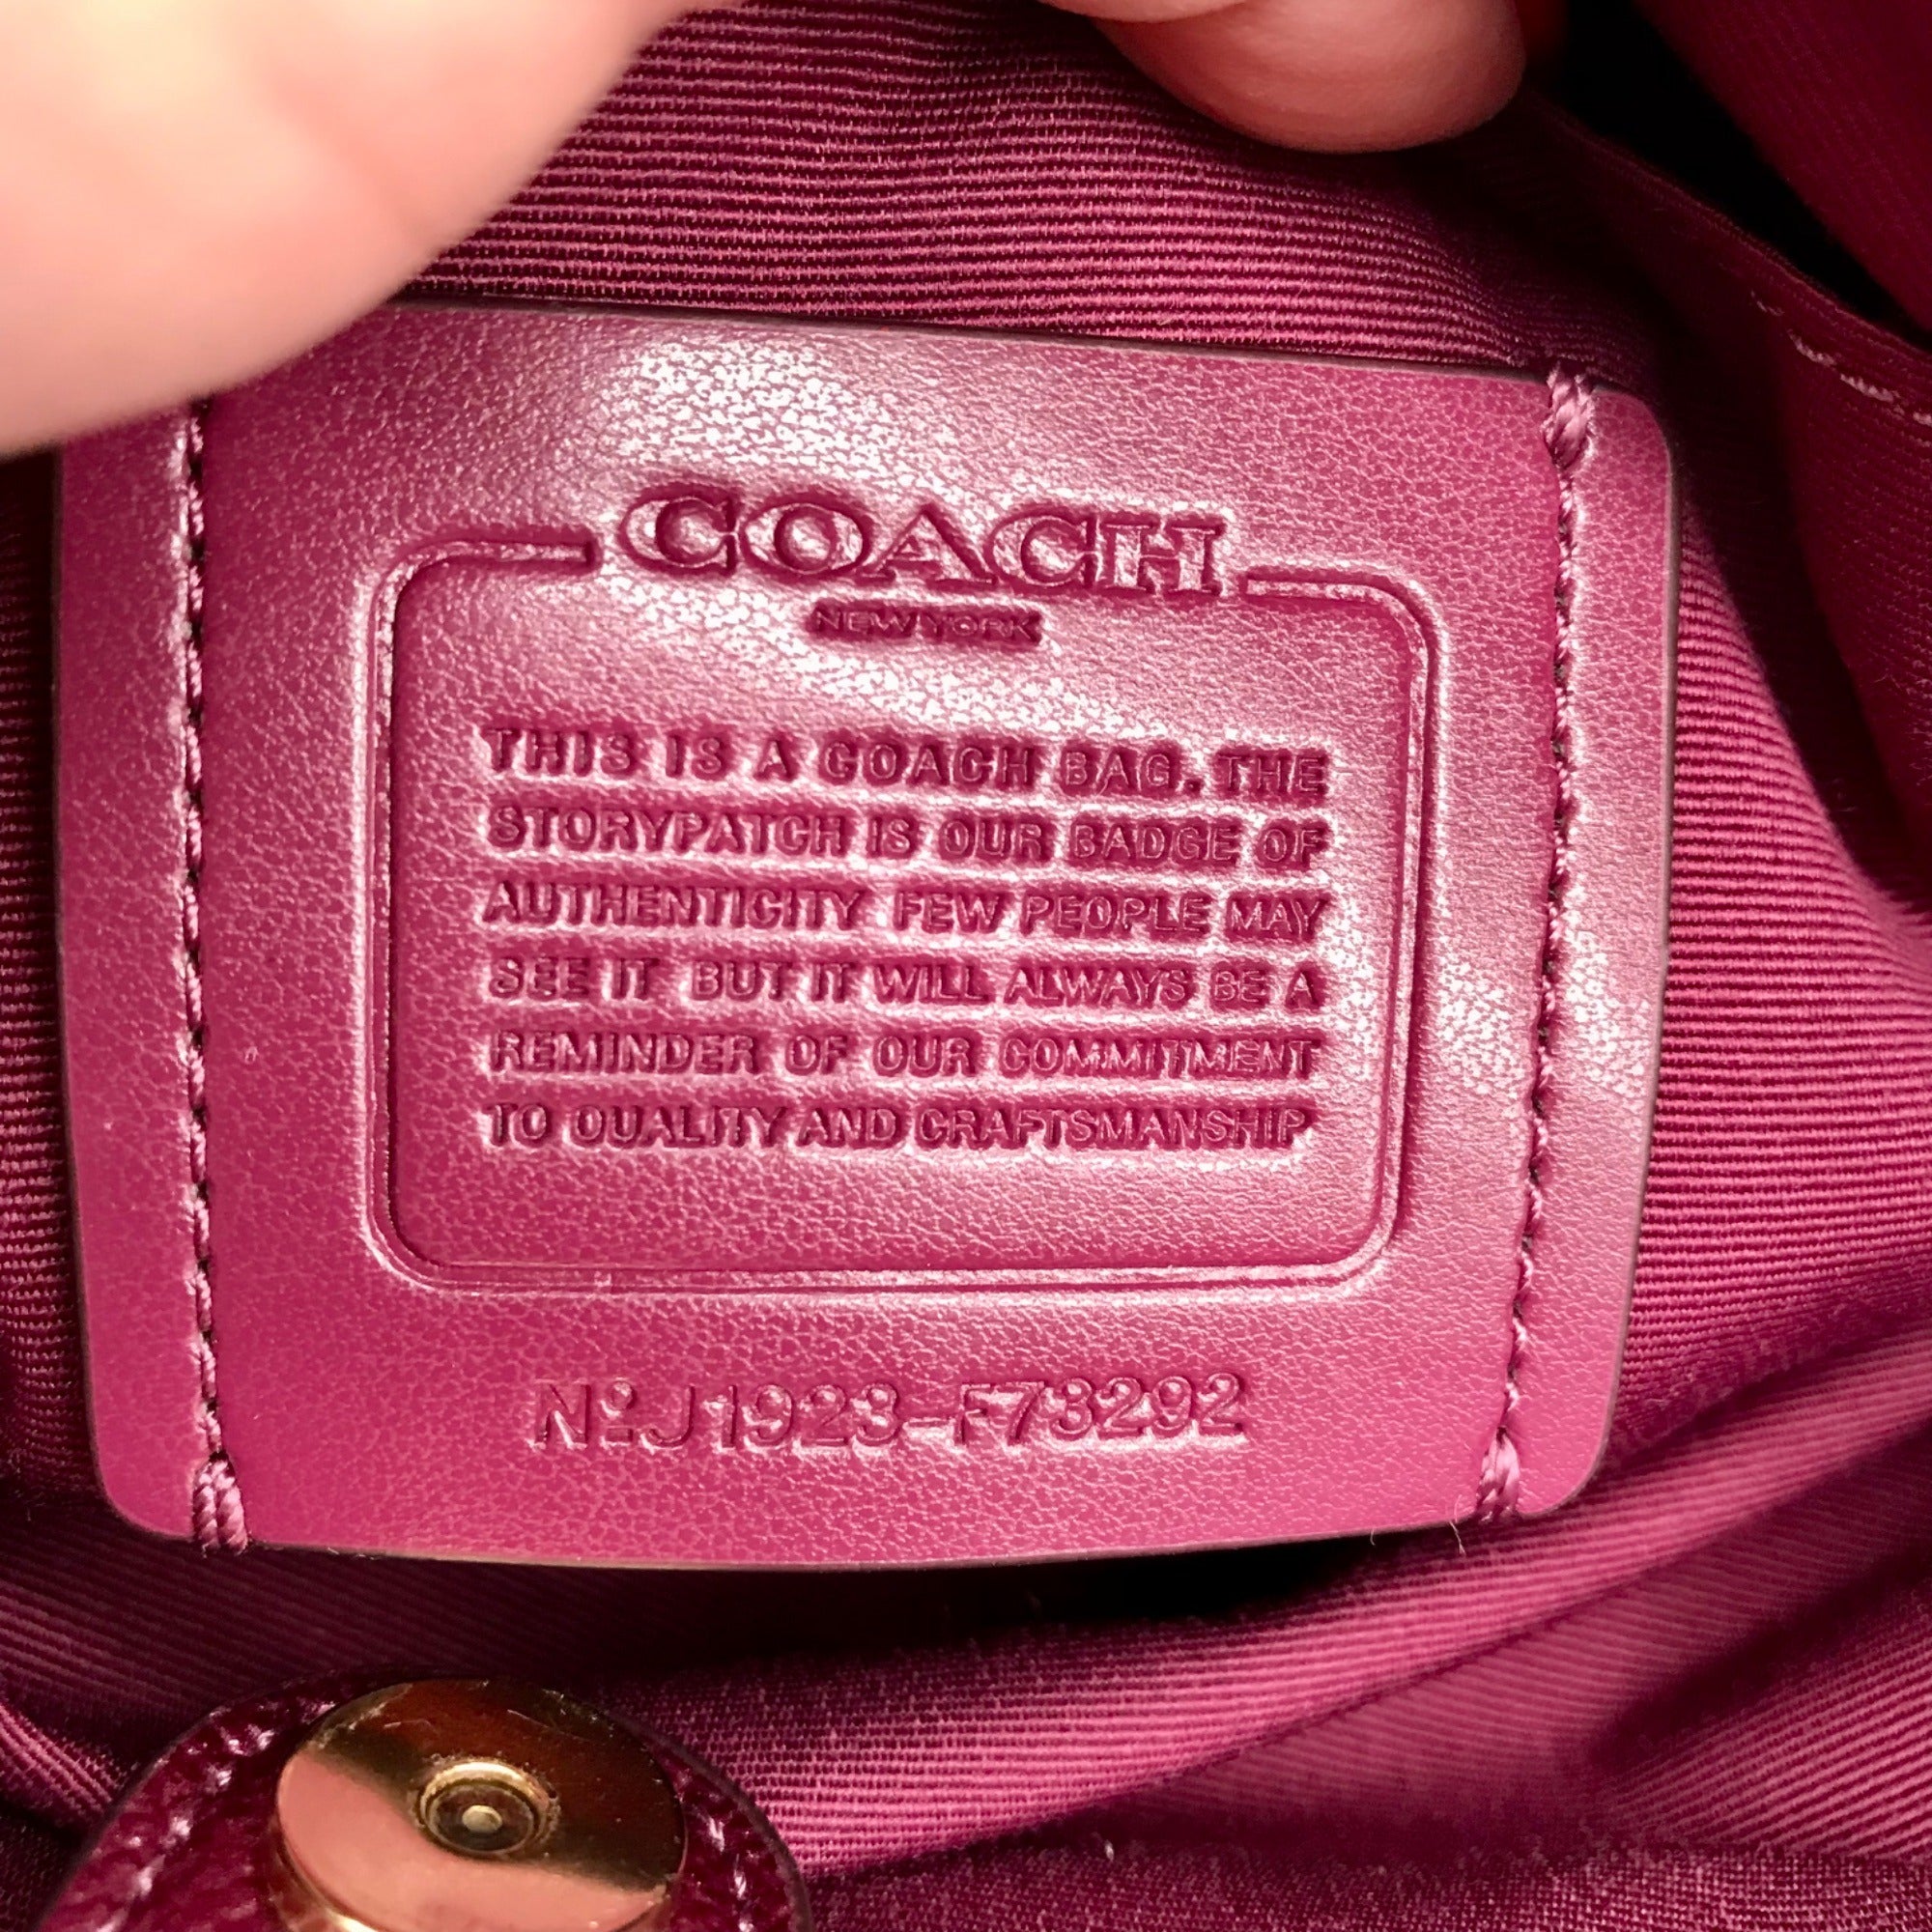 COACH
NEW YORK
THIS IS A COACH BAG. THE
STORYPATCH IS OUR BADGE OF
AUTHENTICITY FEW PEOPLE MAY
SEE IT BUT IT WILL ALWAYS BE A
REMINDER OF OUR COMMITMENT
TO QUALITY AND CRAFTSMANSHIP
Nº J1923-F73292